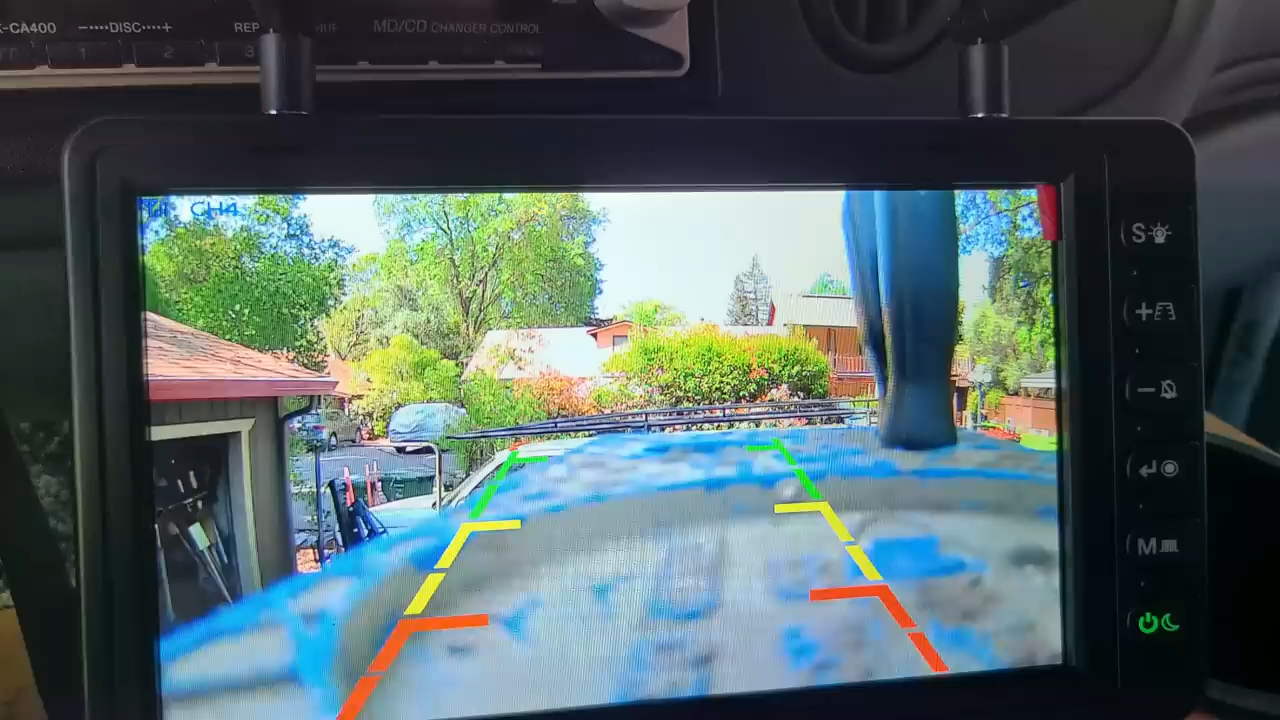 -CA400
DISC
REP
MD/CD CHANGER CONTROL
1
2
3
CH4
S
+
-
M